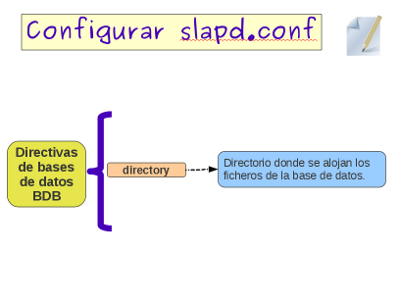 Configurar slapd.conf
Directivas
de bases
de datos
BDB
directory
Directorio donde se alojan los
ficheros de la base de datos.